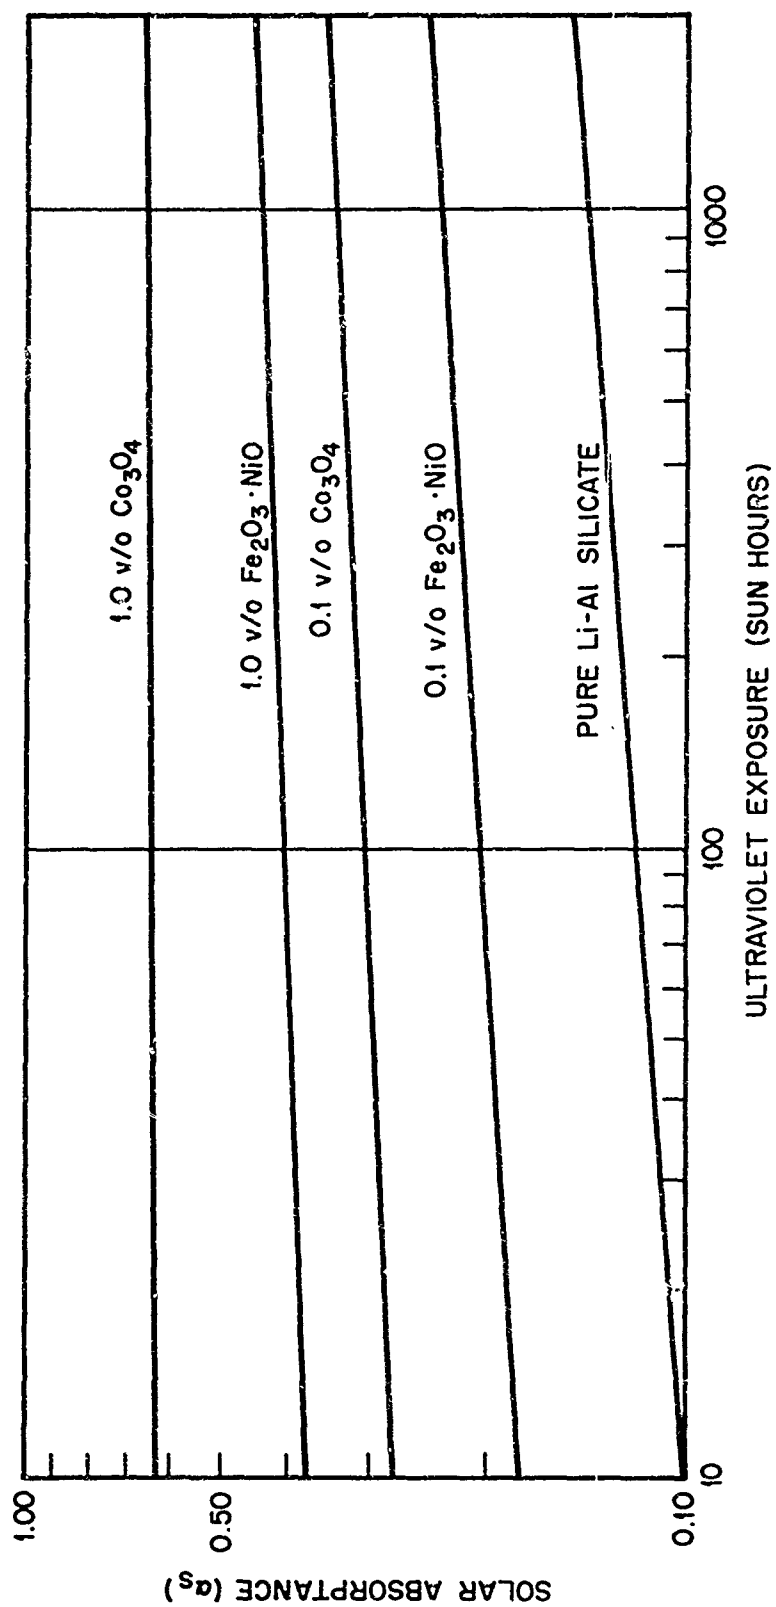 SOLAR ABSORPTANCE (αs)
1.00
0.50
0.10
1.0 v/o Co3O4
1.0 v/o Fe2O3·NiO
0.1 v/o Co3O4
0.1 v/o Fe2O3·NiO
PURE Li-Al SILICATE
10
100
1000
ULTRAVIOLET EXPOSURE (SUN HOURS)